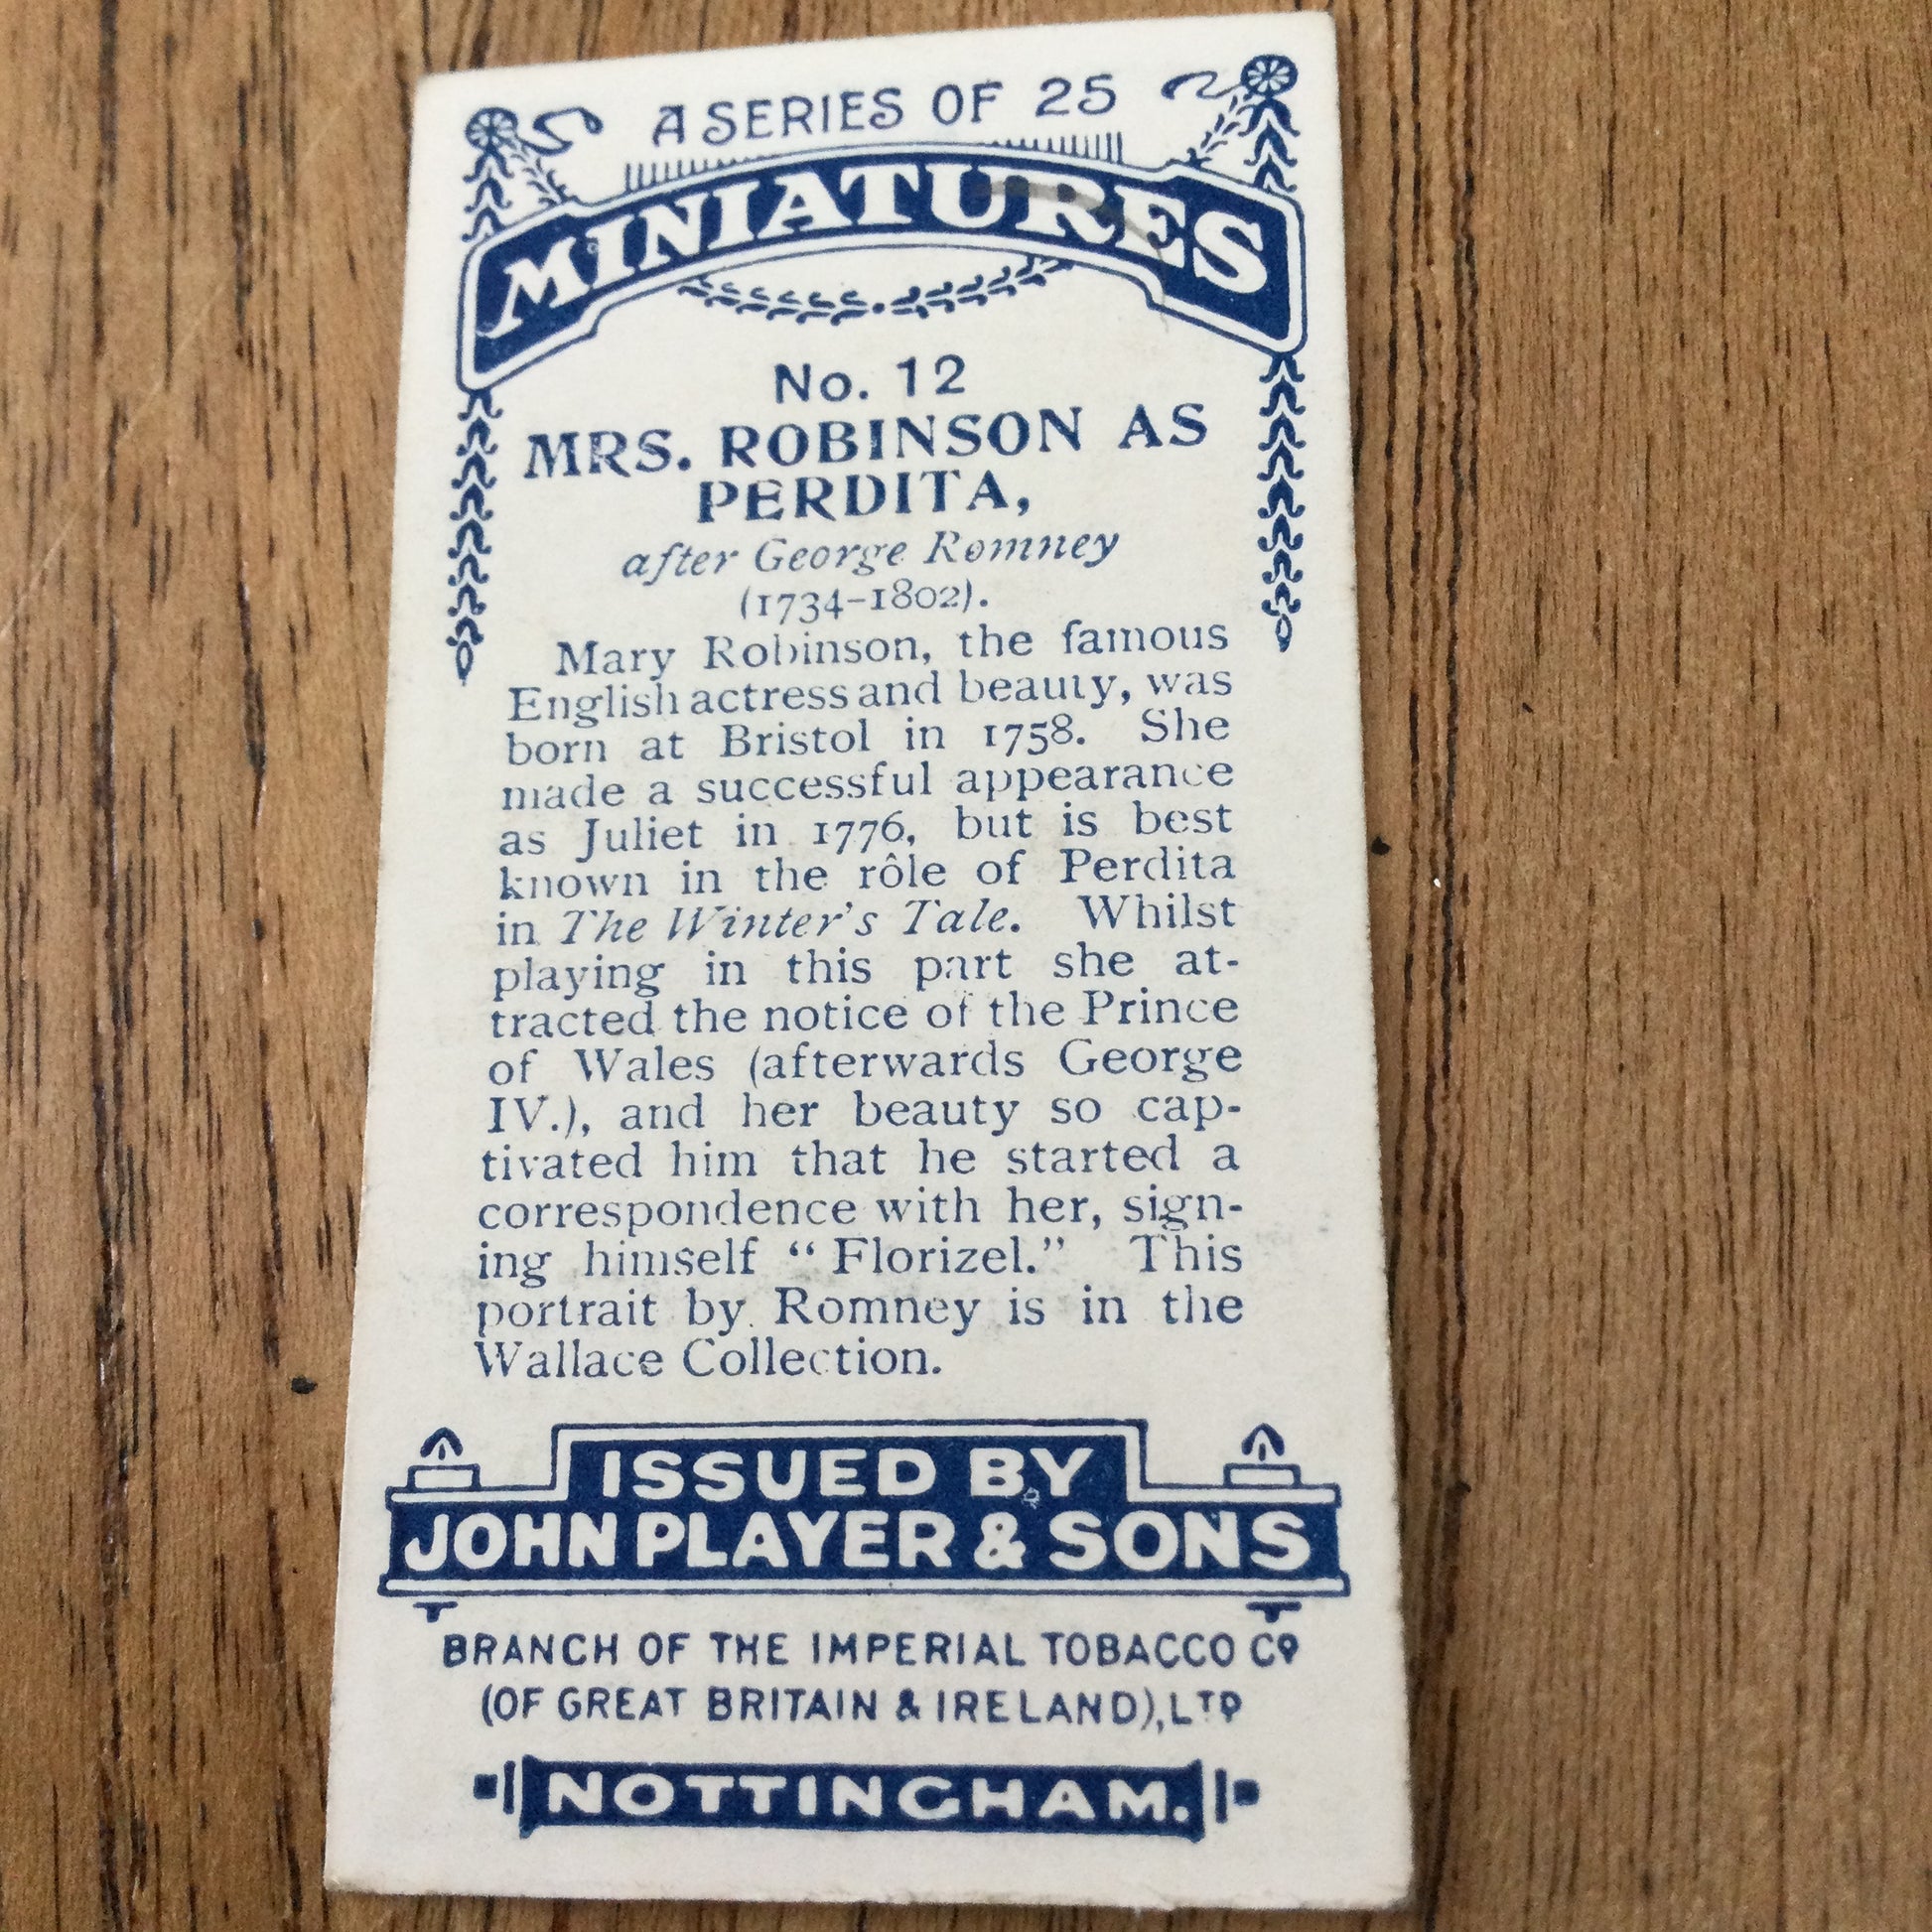 A SERIES OF 25
MINIATURES
No. 12
MRS. ROBINSON AS
PERDITA,
after George Romney
(1734-1802).
Mary Robinson, the famous
English actress and beauty, was
born at Bristol in 1758. She
made a successful appearance
as Juliet in 1776, but is best
known in the rôle of Perdita
in The Winter's Tale. Whilst
playing in this part she at-
tracted the notice of the Prince
of Wales (afterwards George
IV.), and her beauty so cap-
tivated him that he started a
correspondence with her, sign-
ing himself “Florizel.” This
portrait by Romney is in the
Wallace Collection.
ISSUED BY
JOHN PLAYER & SONS
BRANCH OF THE IMPERIAL TOBACCO CO
(OF GREAT BRITAIN & IRELAND), LTD
NOTTINGHAM.